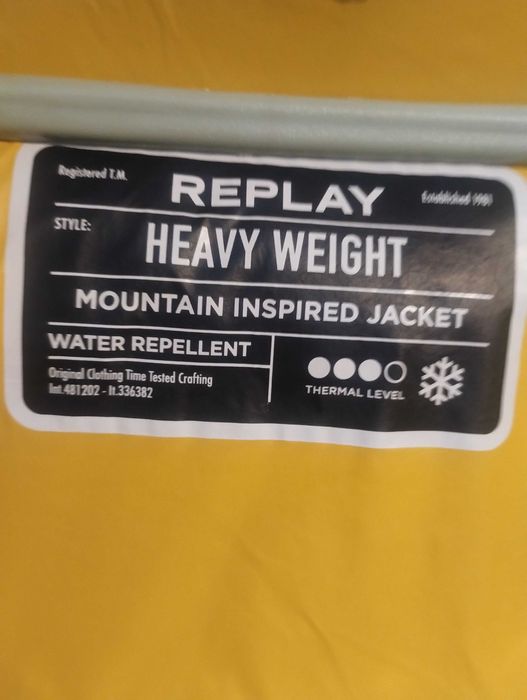 Registered T.M.
REPLAY
Established 1981
STYLE:
HEAVY WEIGHT
MOUNTAIN INSPIRED JACKET
WATER REPELLENT
Original Clothing Time Tested Crafting
Int.481202 - It.336382
THERMAL LEVEL